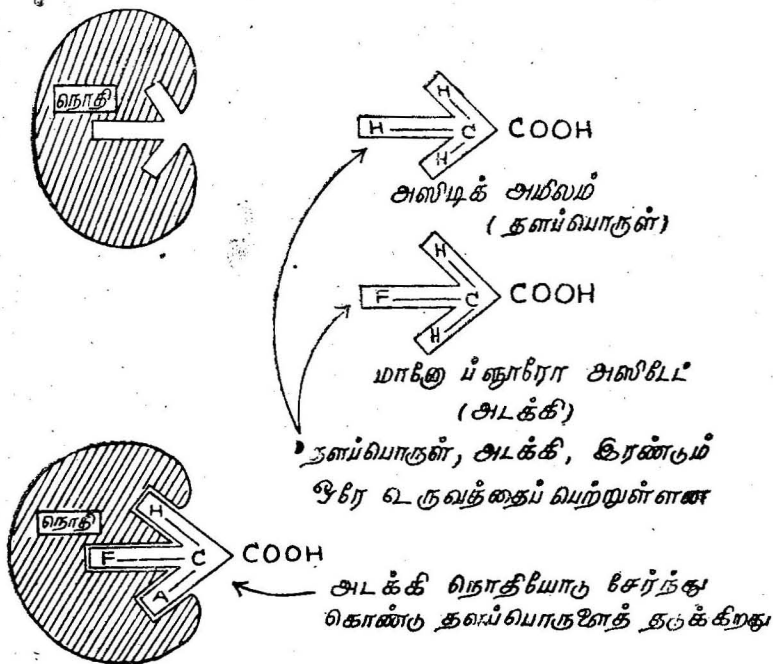 நொதி
H
H
C
COOH
H
அஸிடிக் அமிலம்
( தளப்பொருள்)
H
F
C
COOH
H
மானோ ப்ளூரோ அஸிடேட்
(அடக்கி)
தளப்பொருள், அடக்கி, இரண்டும்
ஒரே உருவத்தைப் பெற்றுள்ளன
நொதி
H
F
C
COOH
A
அடக்கி நொதியோடு சேர்ந்து
கொண்டு தளப்பொருளைத் தடுக்கிறது